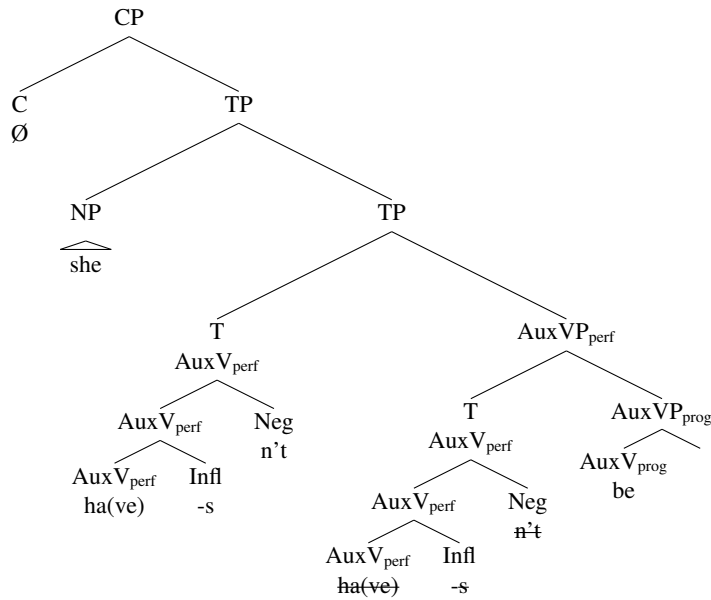 CP
C TP
Ø
NP TP
she
T AuxVP_perf
AuxV_perf
AuxV_perf Neg T AuxVP_prog
n't AuxV_perf
AuxV_perf Infl AuxV_perf Neg AuxV_prog
ha(ve) -s n't be
AuxV_perf Infl
ha(ve) -s